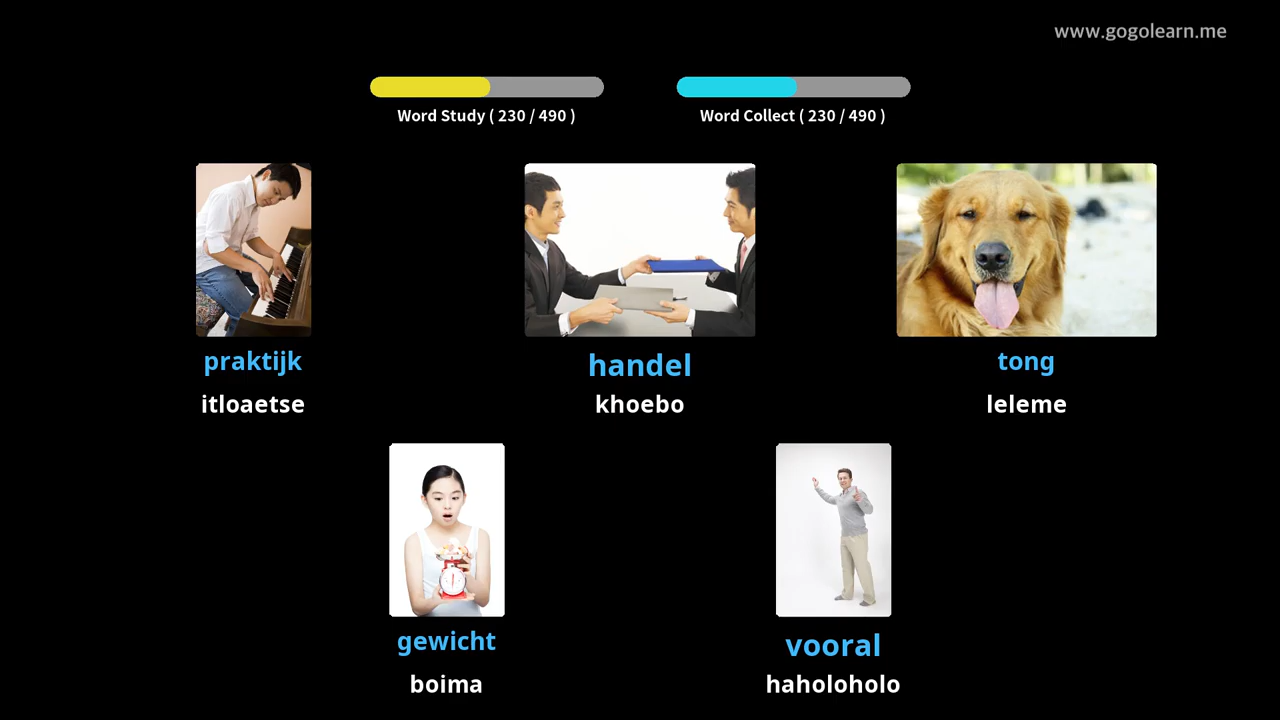 www.gogolearn.me
Word Study ( 230 / 490 )
Word Collect ( 230 / 490 )
praktijk
itloaetse
handel
khoebo
tong
leleme
gewicht
boima
vooral
haholoholo